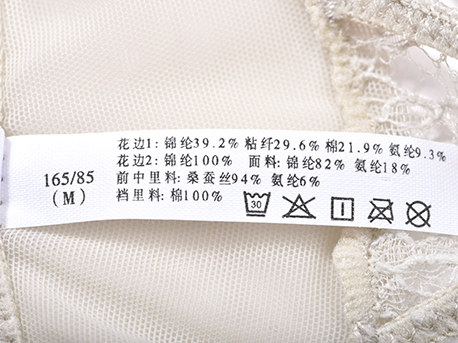 花边1: 锦纶39.2% 粘纤29.6% 棉21.9% 氨纶9.3%
花边2: 锦纶100% 面料: 锦纶82% 氨纶18%
前中里料: 桑蚕丝94% 氨纶6%
裆里料: 棉100%
30
165/85
(M)